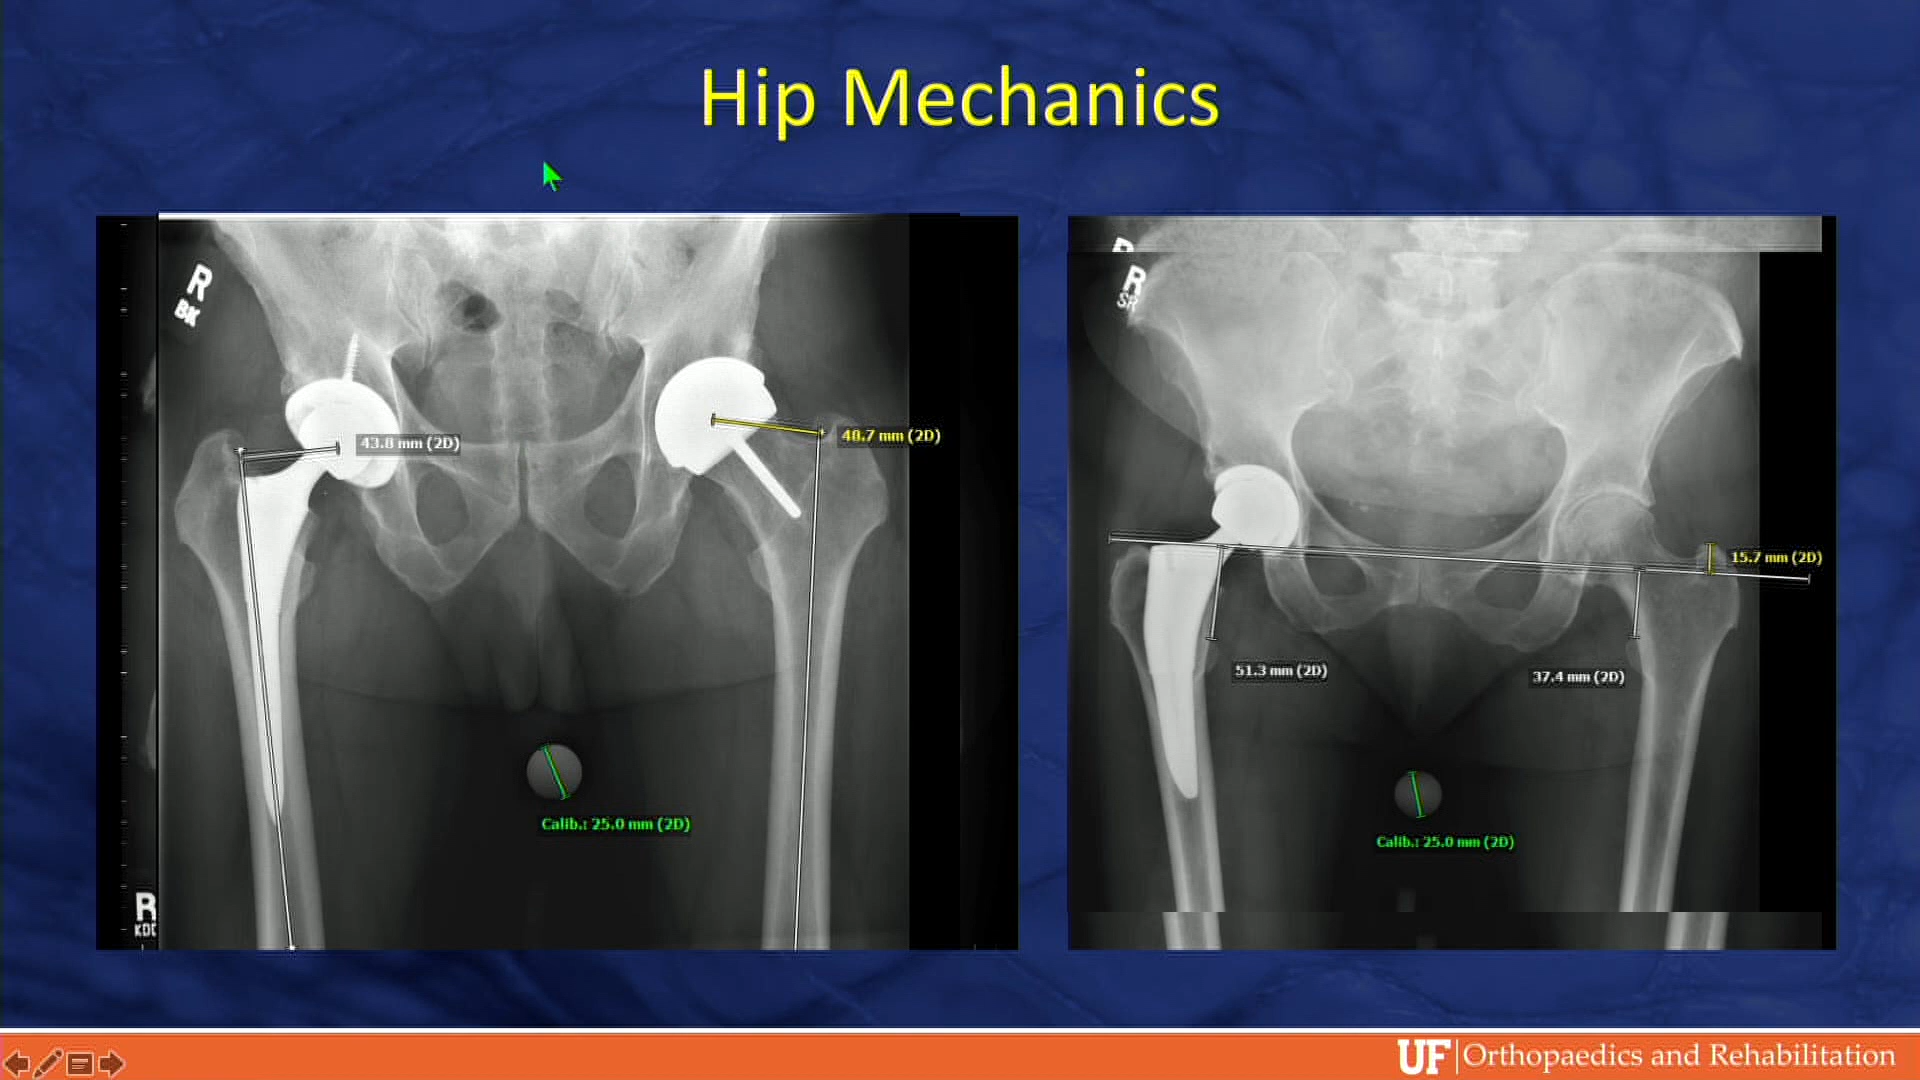 Hip Mechanics
R
BK
43.8 mm (2D)
48.7 mm (2D)
Calib.: 25.0 mm (2D)
R
KDD
R
SR
15.7 mm (2D)
51.3 mm (2D)
37.4 mm (2D)
Calib.: 25.0 mm (2D)
UF Orthopaedics and Rehabilitation